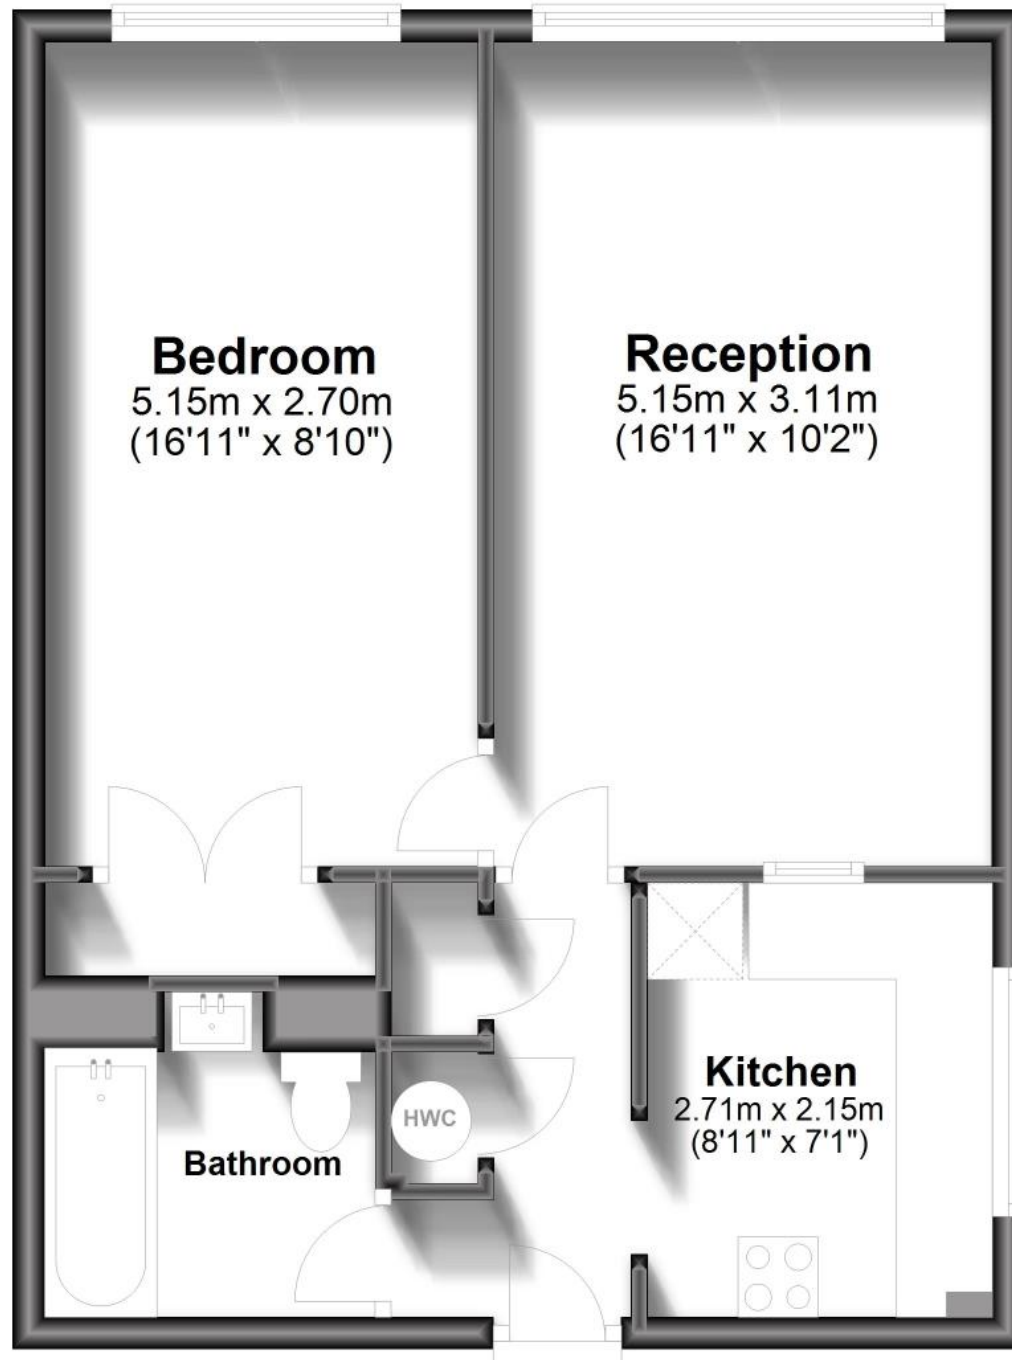 Bedroom
5.15m x 2.70m
(16'11" x 8'10")
Reception
5.15m x 3.11m
(16'11" x 10'2")
Kitchen
2.71m x 2.15m
(8'11" x 7'1")
HWC
Bathroom